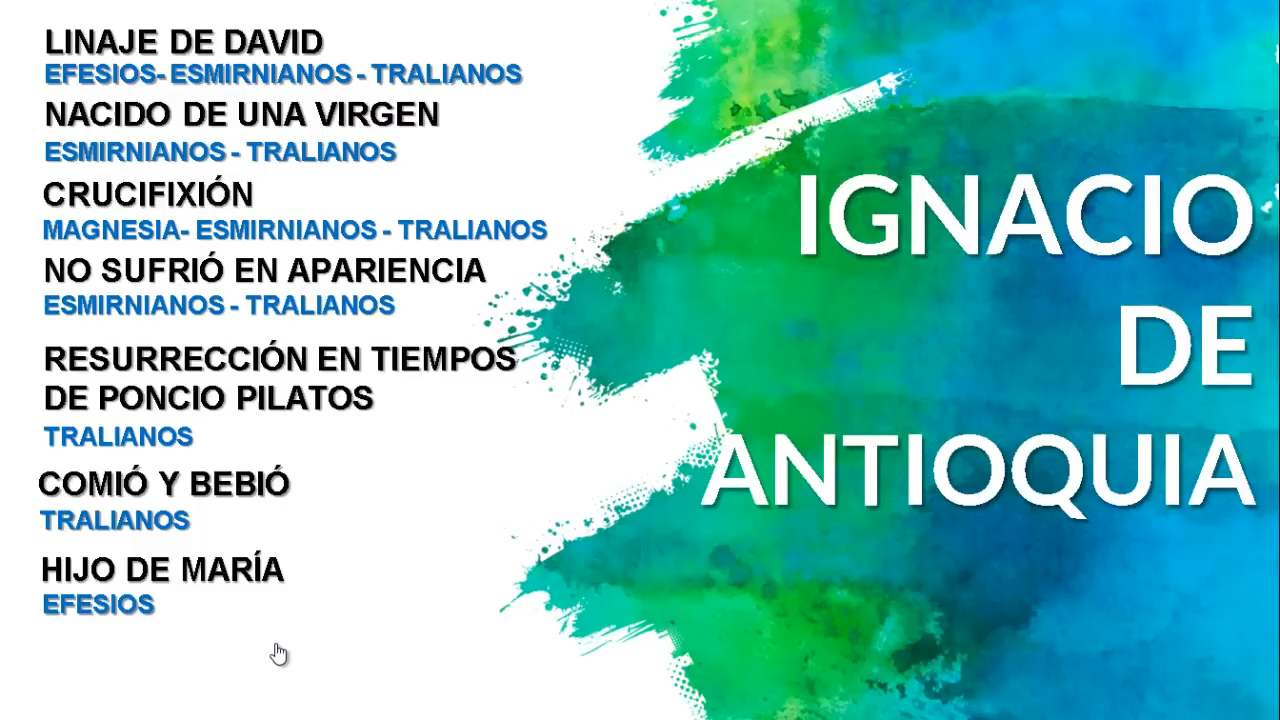 LINAJE DE DAVID
EFESIOS- ESMIRNIANOS - TRALIANOS
NACIDO DE UNA VIRGEN
ESMIRNIANOS - TRALIANOS
CRUCIFIXIÓN
MAGNESIA- ESMIRNIANOS - TRALIANOS
NO SUFRIÓ EN APARIENCIA
ESMIRNIANOS - TRALIANOS
RESURRECCIÓN EN TIEMPOS
DE PONCIO PILATOS
TRALIANOS
COMIÓ Y BEBIÓ
TRALIANOS
HIJO DE MARÍA
EFESIOS
IGNACIO
DE
ANTIOQUIA